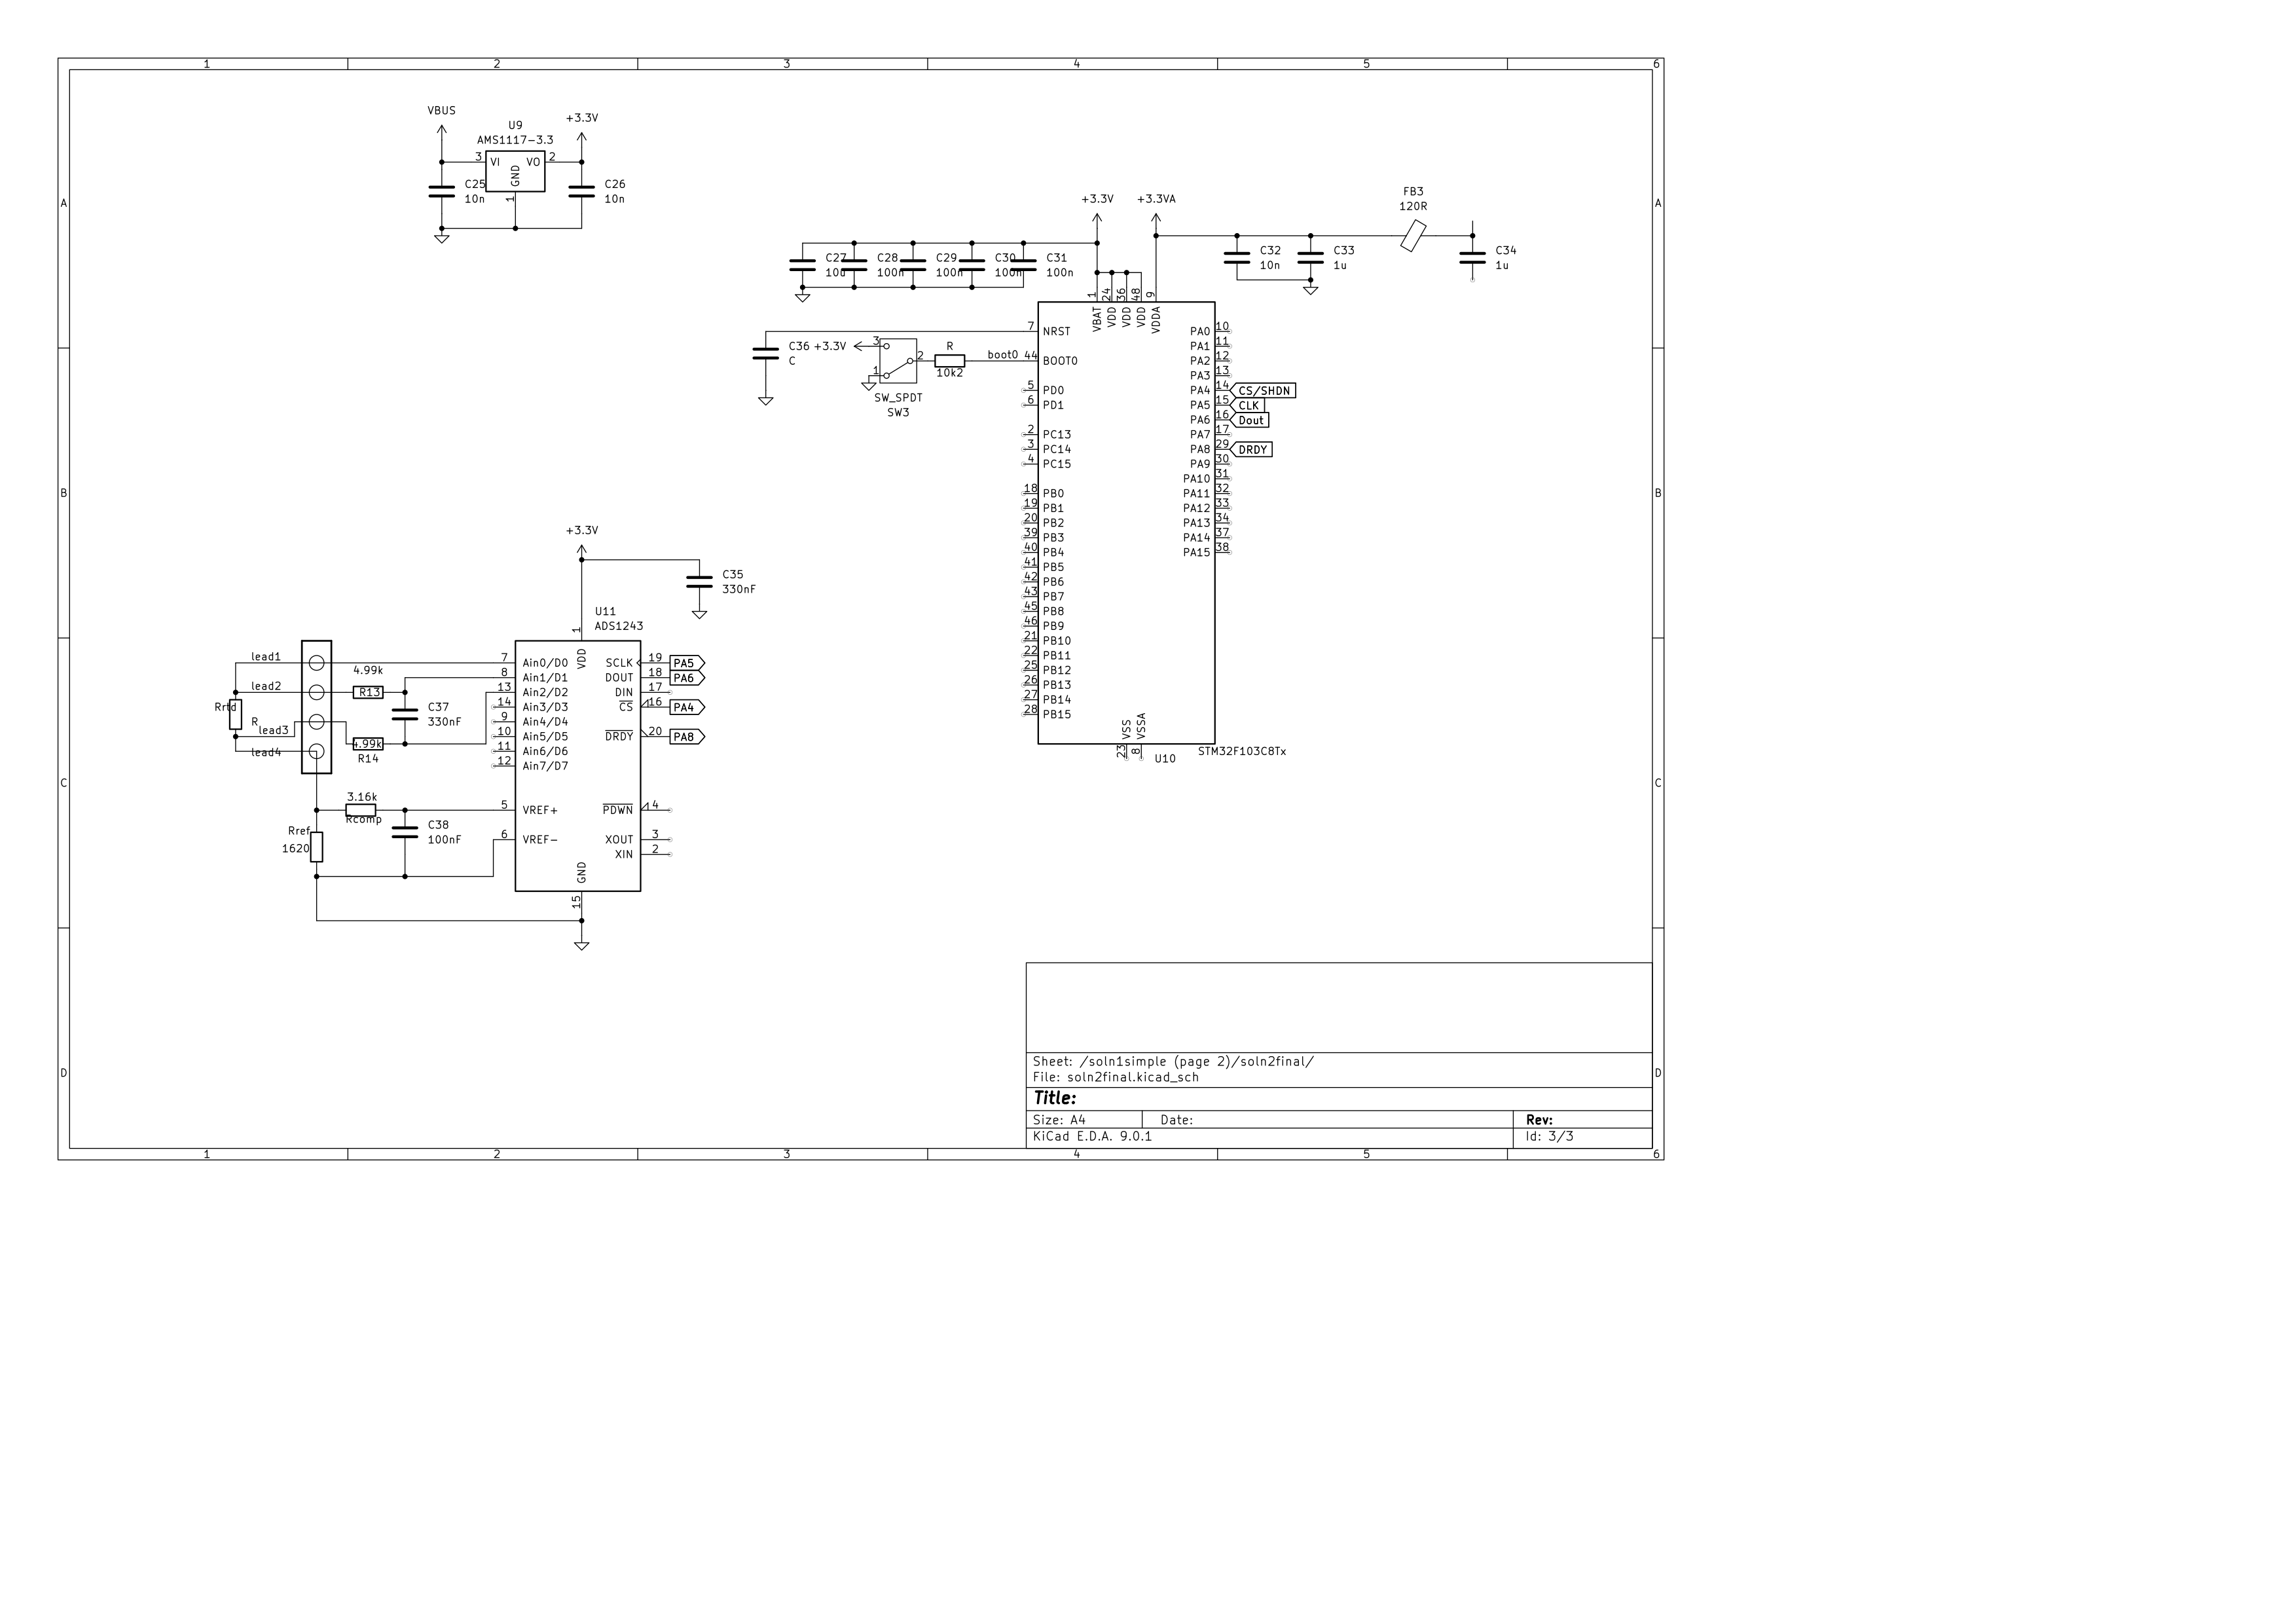 1 2 3 4 5 6
A
B
C
D
A
B
C
D
VBUS
+3.3V
U9
AMS1117-3.3
3 VI VO 2
GND
1
C25
10n
C26
10n
+3.3V +3.3VA
FB3
120R
C27
10u
C28
100n
C29
100n
C30
100n
C31
100n
C32
10n
C33
1u
C34
1u
1 24 36 48 9
VBAT VDD VDD VDD VDDA
C36
C
+3.3V
3
2
1
SW_SPDT
SW3
R
10k2
boot0
7 NRST
44 BOOT0
5 PD0
6 PD1
2 PC13
3 PC14
4 PC15
18 PB0
19 PB1
20 PB2
39 PB3
40 PB4
41 PB5
42 PB6
43 PB7
45 PB8
46 PB9
21 PB10
22 PB11
25 PB12
26 PB13
27 PB14
28 PB15
PA0 10
PA1 11
PA2 12
PA3 13
PA4 14 CS/SHDN
PA5 15 CLK
PA6 16 Dout
PA7 17
PA8 29 DRDY
PA9 30
PA10 31
PA11 32
PA12 33
PA13 34
PA14 37
PA15 38
VSS VSSA
23 8
U10
STM32F103C8Tx
+3.3V
C35
330nF
U11
ADS1243
1
VDD
lead1
lead2
lead3
lead4
Rrtd
R
4.99k
R13
4.99k
R14
C37
330nF
7 Ain0/D0
8 Ain1/D1
13 Ain2/D2
14 Ain3/D3
9 Ain4/D4
10 Ain5/D5
11 Ain6/D6
12 Ain7/D7
5 VREF+
6 VREF-
SCLK 19 PA5
DOUT 18 PA6
DIN 17
CS 16 PA4
DRDY 20 PA8
PDWN 4
XOUT 3
XIN 2
GND
15
3.16k
Rcomp
C38
100nF
Rref
1620
Sheet: /soln1simple (page 2)/soln2final/
File: soln2final.kicad_sch
Title:
Size: A4 Date: Rev:
KiCad E.D.A. 9.0.1 Id: 3/3
1 2 3 4 5 6